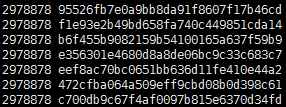 2978878 95526fb7e0a9bb8da91f8607f17b46cd
2978878 f1e93e2b49bd658fa740c449851cda14
2978878 b6f455b9082159b54100165a637f59b9
2978878 e356301e4680d8a8de06bc9c33c683c7
2978878 eef8ac70bc0651bb636d11fe410e44a2
2978878 472cfba064a509eff9cbd08b0d398c61
2978878 c700db9c67f4af0097b815e6370d34fd